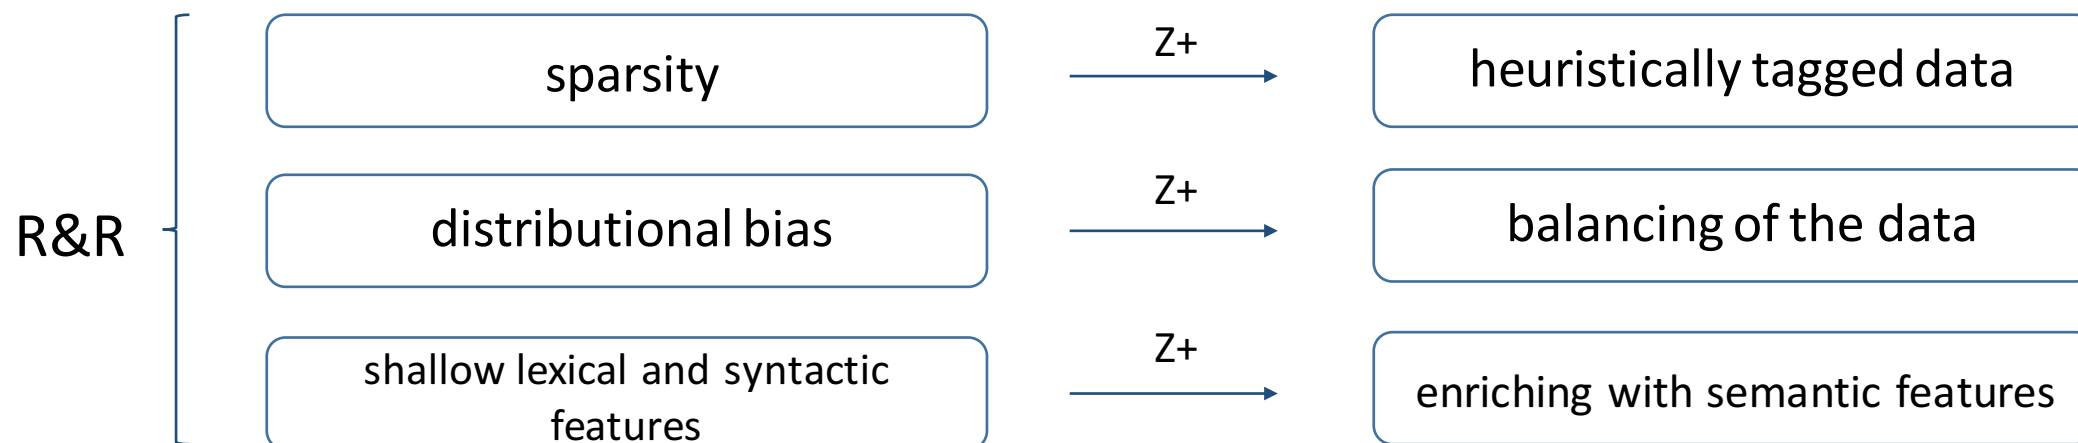 R&R
sparsity
Z+
heuristically tagged data
distributional bias
Z+
balancing of the data
shallow lexical and syntactic
features
Z+
enriching with semantic features